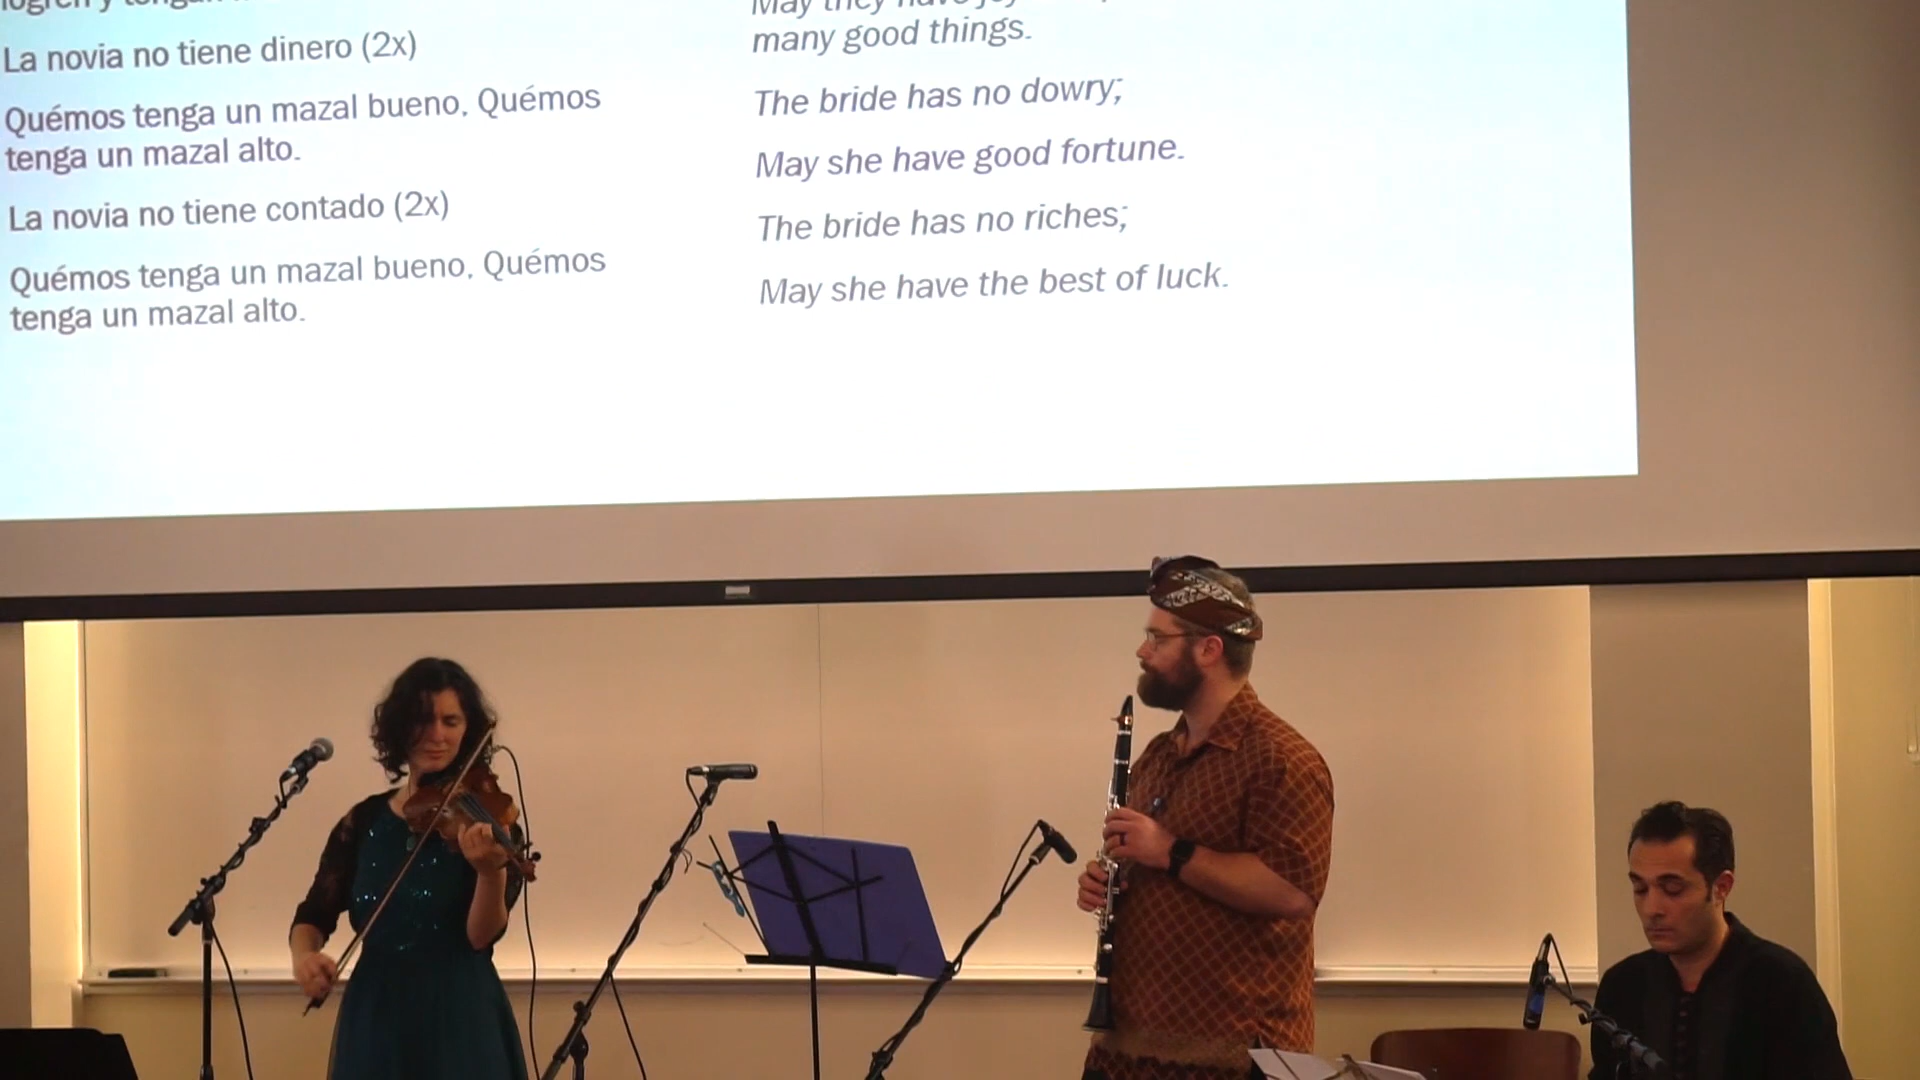 La novia no tiene dinero (2x)
Quémos tenga un mazal bueno, Quémos
tenga un mazal alto.
La novia no tiene contado (2x)
Quémos tenga un mazal bueno, Quémos
tenga un mazal alto.
May they have
many good things.
The bride has no dowry;
May she have good fortune.
The bride has no riches;
May she have the best of luck.